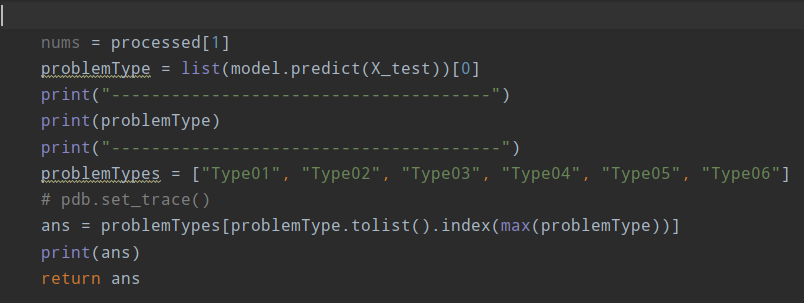 nums = processed[1]
problemType = list(model.predict(X_test))[0]
print("--------------------------------------")
print(problemType)
print("---------------------------------------")
problemTypes = ["Type01", "Type02", "Type03", "Type04", "Type05", "Type06"]
# pdb.set_trace()
ans = problemTypes[problemType.tolist().index(max(problemType))]
print(ans)
return ans